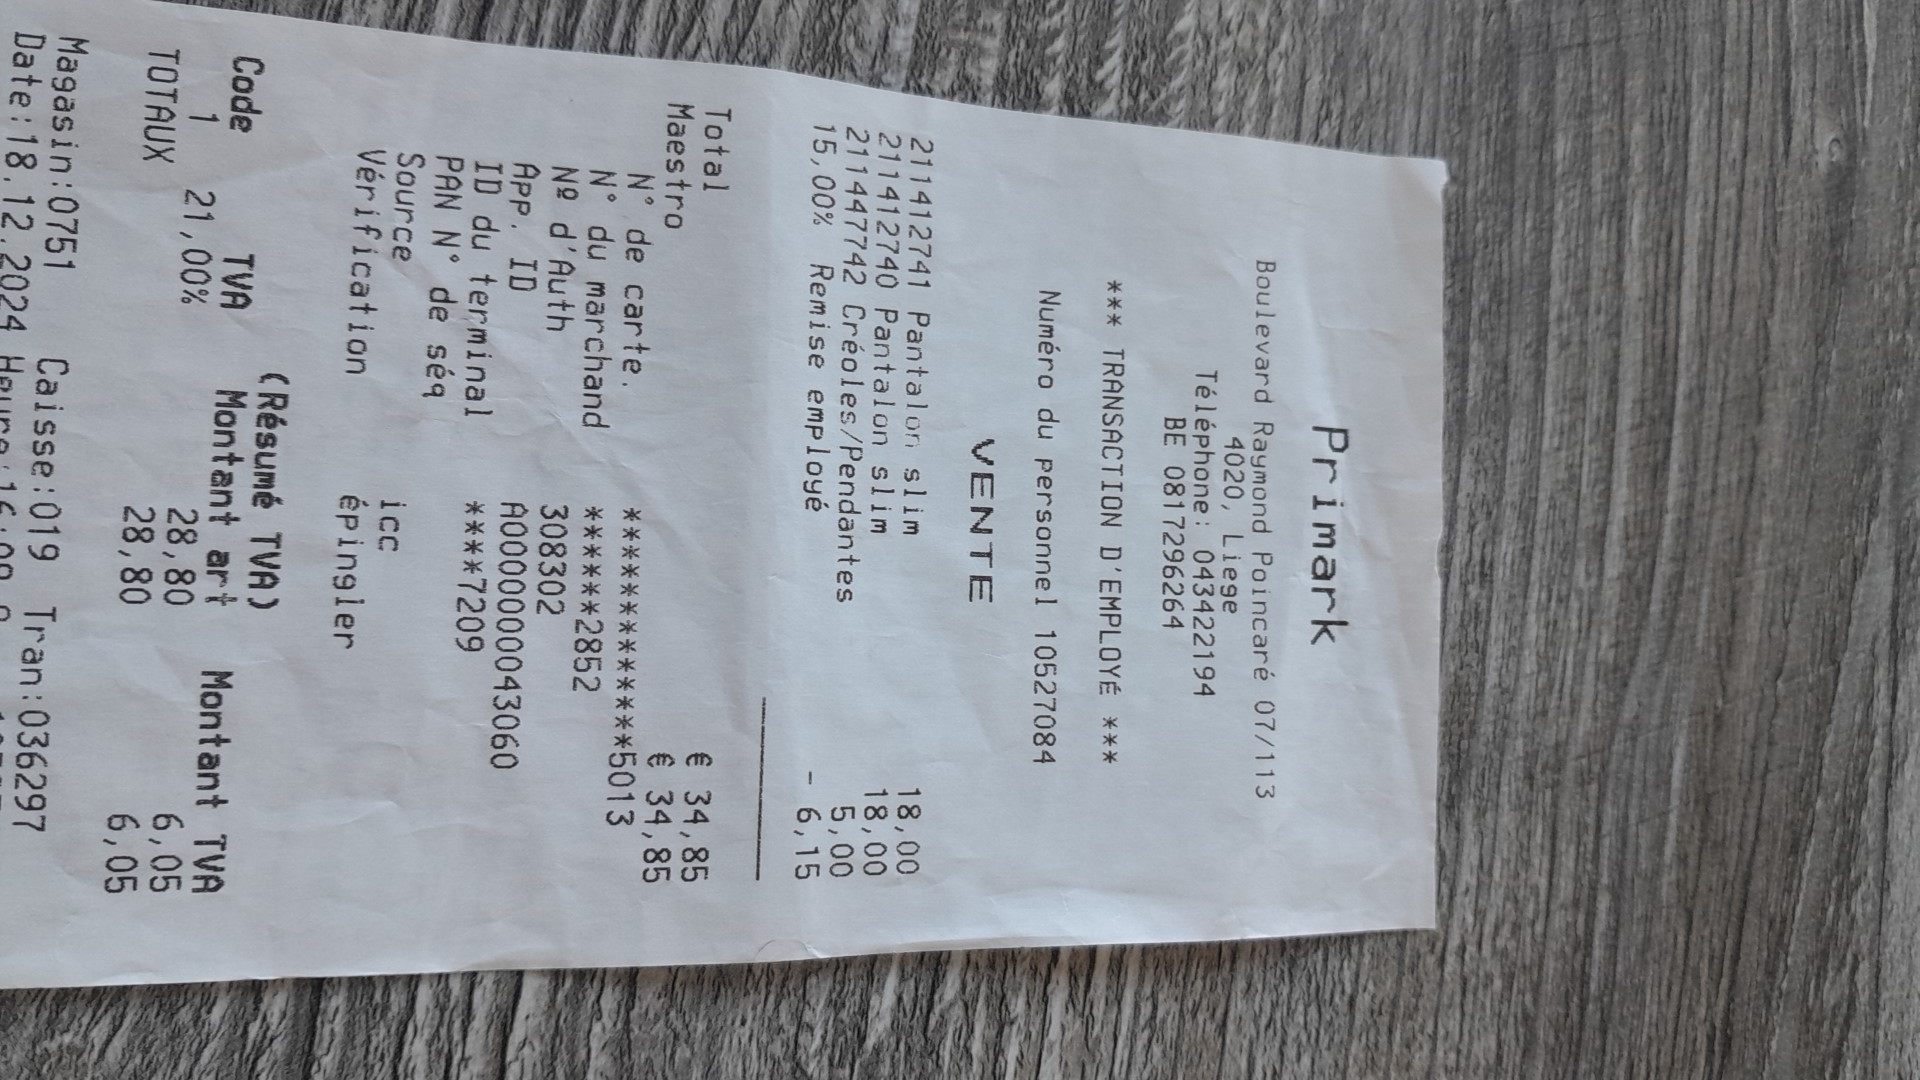 Primark
Boulevard Raymond Poincaré 07/113
4020, Liege
Téléphone: 043422194
BE 0817296264
*** TRANSACTION D'EMPLOYÉ ***
Numéro du personnel 10527084
VENTE
211412741 Pantalon slim 18,00
211412740 Pantalon slim 18,00
211447742 Créoles/Pendantes 5,00
15,00% Remise employé - 6,15
Total € 34,85
Maestro € 34,85
N° de carte. ***************5013
N° du marchand ******2852
Nº d'Auth 308302
App. ID A0000000043060
ID du terminal ****7209
PAN N° de séq
Source icc
Vérification épingler
(Résumé TVA)
Code TVA Montant art Montant TVA
1 21,00% 28,80 6,05
TOTAUX 28,80 6,05
Magasin:0751 Caisse:019 Tran:036297
Date:18.12.2024